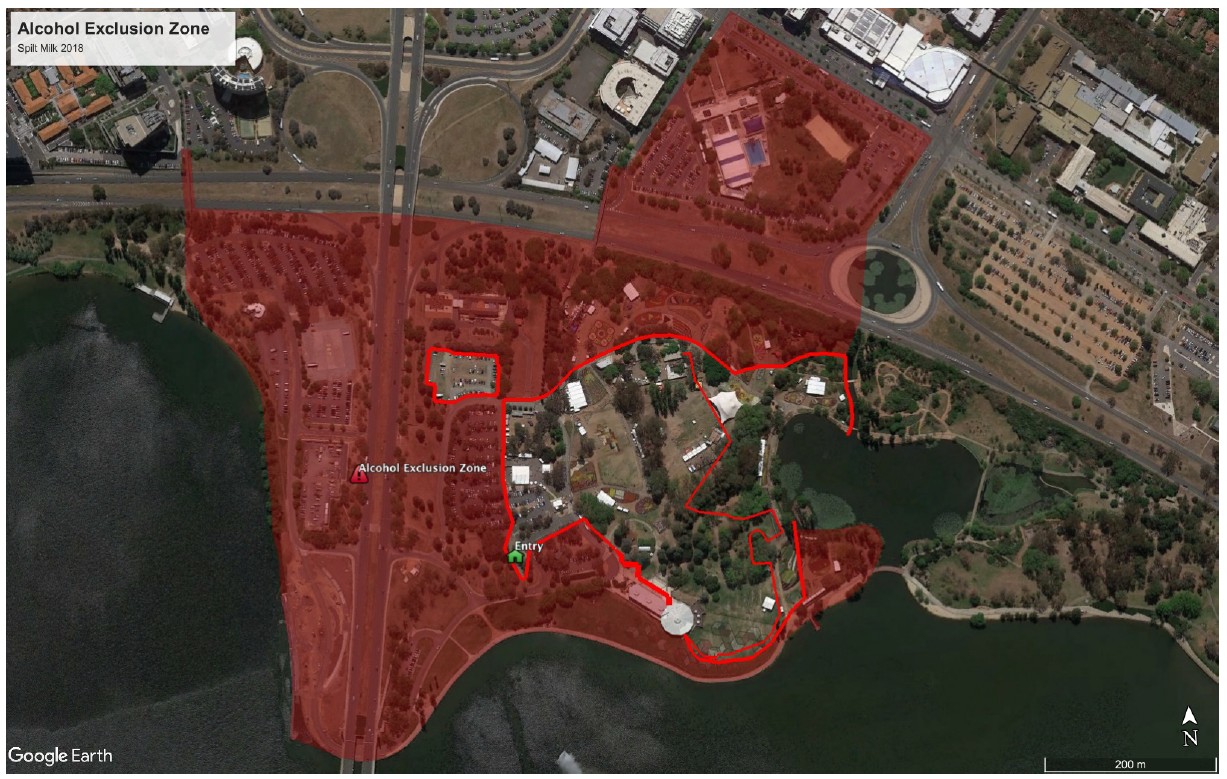 Alcohol Exclusion Zone
Spilt Milk 2018
Alcohol Exclusion Zone
Entry
Google Earth
N
200 m